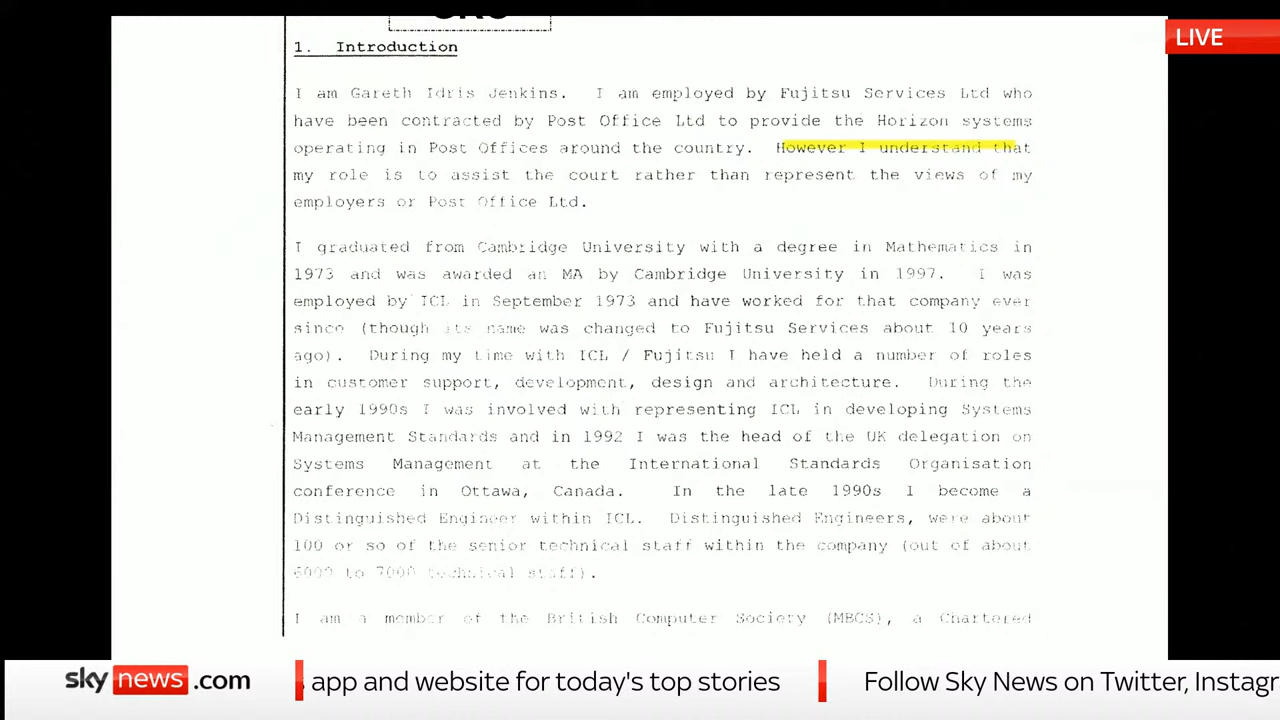 LIVE
1. Introduction
I am Gareth Idris Jenkins. I am employed by Fujitsu Services Ltd who
have been contracted by Post Office Ltd to provide the Horizon systems
operating in Post Offices around the country. However I understand that
my role is to assist the court rather than represent the views of my
employers or Post Office Ltd.
I graduated from Cambridge University with a degree in Mathematics in
1973 and was awarded an MA by Cambridge University in 1997. I was
employed by ICL in September 1973 and have worked for that company ever
since (though its name was changed to Fujitsu Services about 10 years
ago). During my time with ICL / Fujitsu I have held a number of roles
in customer support, development, design and architecture. During the
early 1990s I was involved with representing ICL in developing Systems
Management Standards and in 1992 I was the head of the UK delegation on
Systems Management at the International Standards Organisation
conference in Ottawa, Canada. In the late 1990s I become a
Distinguished Engineer within ICL. Distinguished Engineers, were about
100 or so of the senior technical staff within the company (out of about
6000 to 7000 technical staff).
I am a member of the British Computer Society (MBCS), a Chartered
sky news .com
app and website for today's top stories
Follow Sky News on Twitter, Instagr